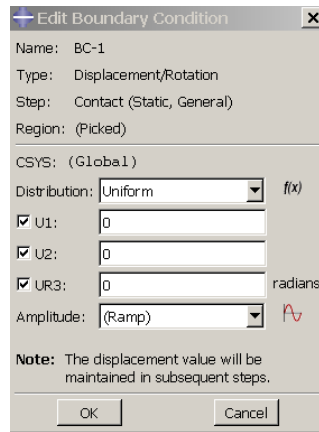 Edit Boundary Condition
Name: BC-1
Type: Displacement/Rotation
Step: Contact (Static, General)
Region: (Picked)
CSYS: (Global)
Distribution: Uniform f(x)
U1: 0
U2: 0
UR3: 0 radians
Amplitude: (Ramp)
Note: The displacement value will be
maintained in subsequent steps.
OK Cancel